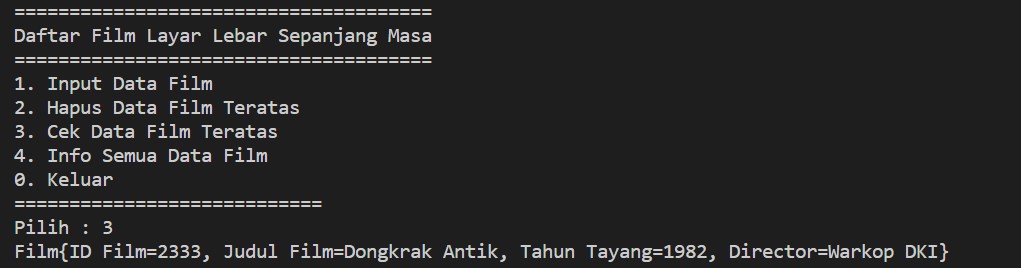 ======================================
Daftar Film Layar Lebar Sepanjang Masa
======================================
1. Input Data Film
2. Hapus Data Film Teratas
3. Cek Data Film Teratas
4. Info Semua Data Film
0. Keluar
============================
Pilih : 3
Film{ID Film=2333, Judul Film=Dongkrak Antik, Tahun Tayang=1982, Director=Warkop DKI}